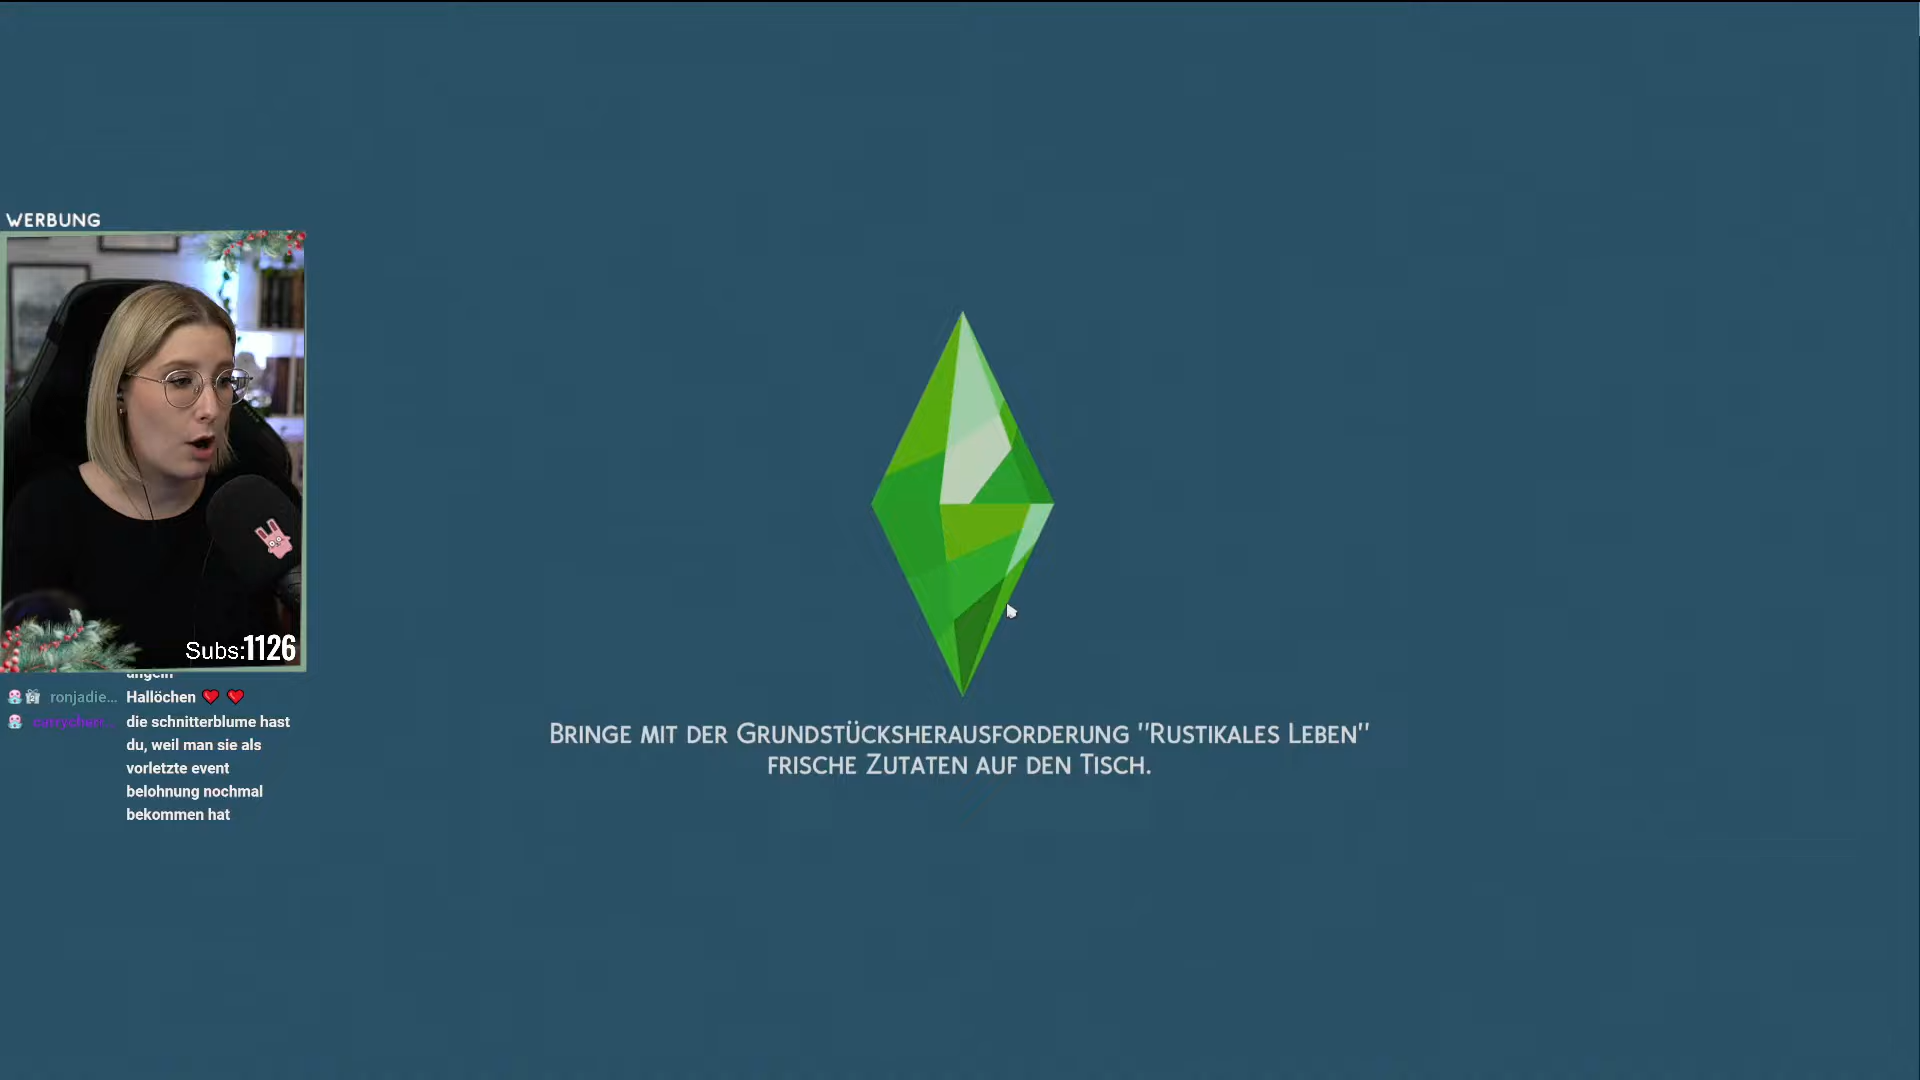 WERBUNG
Subs:1126
angeln
ronjadie... Hallöchen
die schnitterblume hast
du, weil man sie als
vorletzte event
belohnung nochmal
bekommen hat
BRINGE MIT DER GRUNDSTÜCKSHERAUSFORDERUNG "RUSTIKALES LEBEN"
FRISCHE ZUTATEN AUF DEN TISCH.